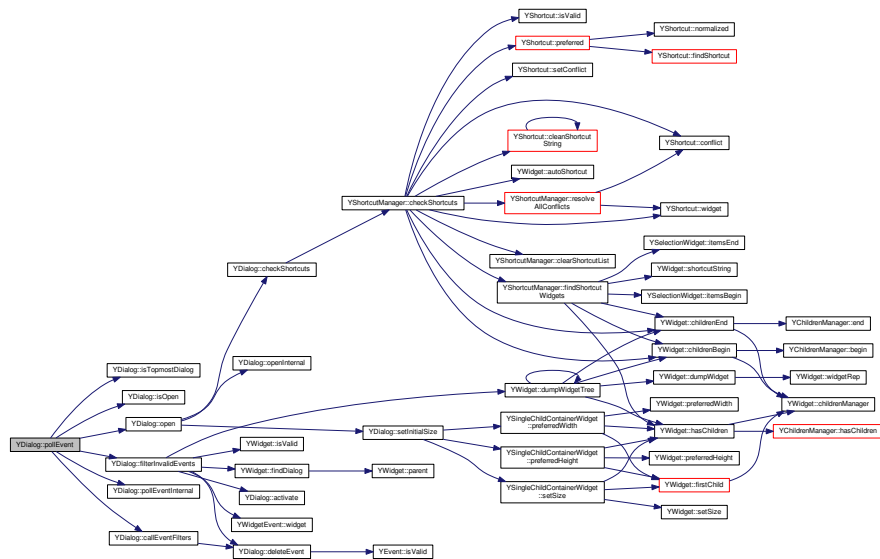 YShortcut::isValid
YShortcut::normalized
YShortcut::preferred
YShortcut::findShortcut
YShortcut::setConflict
YShortcut::cleanShortcut
String
YShortcut::conflict
YWidget::autoShortcut
YShortcutManager::checkShortcuts
YShortcutManager::resolve
AllConflicts
YShortcut::widget
YSelectionWidget::itemsEnd
YShortcutManager::clearShortcutList
YDialog::checkShortcuts
YWidget::shortcutString
YShortcutManager::findShortcut
Widgets
YSelectionWidget::itemsBegin
YWidget::childrenEnd
YChildrenManager::end
YWidget::childrenBegin
YChildrenManager::begin
YDialog::isTopmostDialog
YDialog::openInternal
YWidget::dumpWidget
YWidget::widgetRep
YWidget::dumpWidgetTree
YDialog::isOpen
YWidget::preferredWidth
YWidget::childrenManager
YDialog::open
YSingleChildContainerWidget
::preferredWidth
YDialog::setInitialSize
YWidget::hasChildren
YChildrenManager::hasChildren
YDialog::pollEvent
YWidget::isValid
YSingleChildContainerWidget
::preferredHeight
YWidget::preferredHeight
YDialog::filterInvalidEvents
YWidget::findDialog
YWidget::parent
YDialog::pollEventInternal
YDialog::activate
YSingleChildContainerWidget
::setSize
YWidget::firstChild
YWidget::setSize
YWidgetEvent::widget
YDialog::callEventFilters
YDialog::deleteEvent
YEvent::isValid